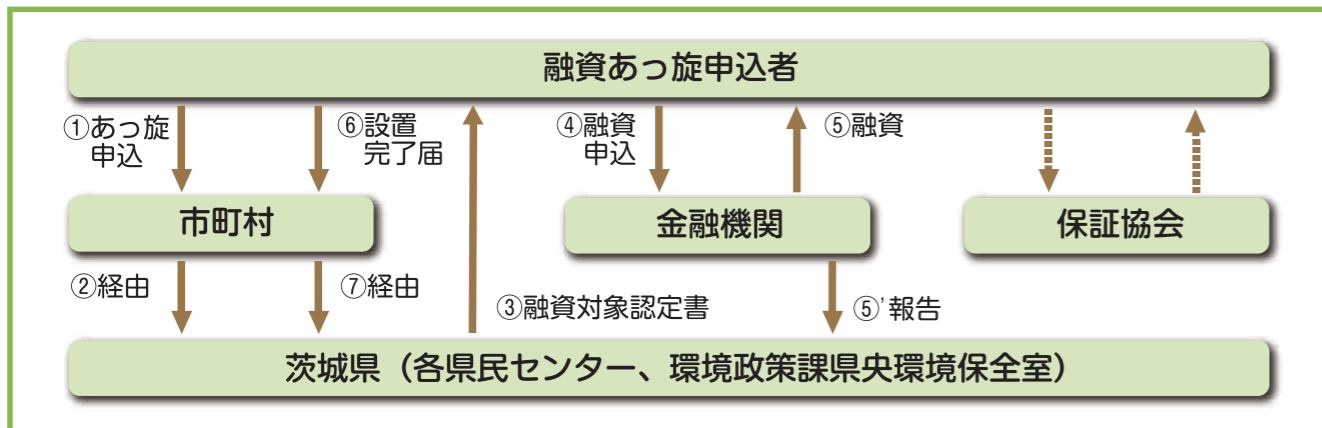 融資あっ旋申込者
①あっ旋
申込
⑥設置
完了届
④融資
申込
⑤融資
市町村
金融機関
保証協会
②経由
⑦経由
③融資対象認定書
⑤'報告
茨城県（各県民センター、環境政策課県央環境保全室）